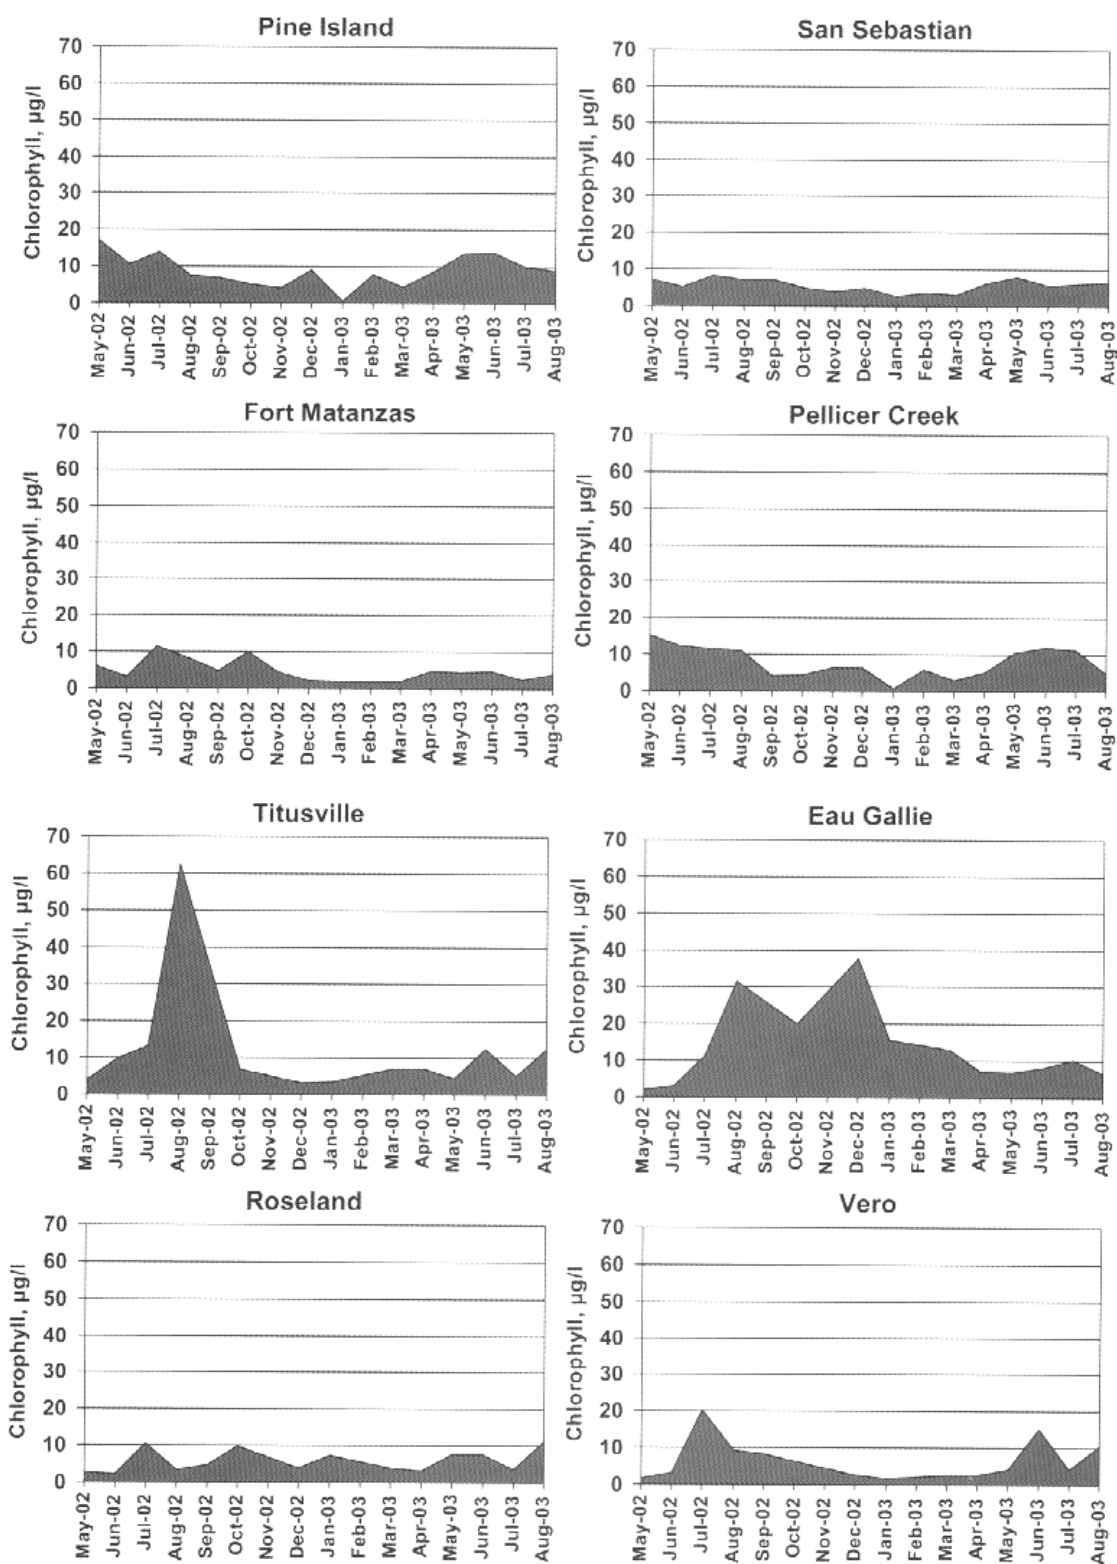 Pine Island
Chlorophyll, µg/l
70
60
50
40
30
20
10
0
May-02
Jun-02
Jul-02
Aug-02
Sep-02
Oct-02
Nov-02
Dec-02
Jan-03
Feb-03
Mar-03
Apr-03
May-03
Jun-03
Jul-03
Aug-03
San Sebastian
Chlorophyll, µg/l
70
60
50
40
30
20
10
0
May-02
Jun-02
Jul-02
Aug-02
Sep-02
Oct-02
Nov-02
Dec-02
Jan-03
Feb-03
Mar-03
Apr-03
May-03
Jun-03
Jul-03
Aug-03
Fort Matanzas
Chlorophyll, µg/l
70
60
50
40
30
20
10
0
May-02
Jun-02
Jul-02
Aug-02
Sep-02
Oct-02
Nov-02
Dec-02
Jan-03
Feb-03
Mar-03
Apr-03
May-03
Jun-03
Jul-03
Aug-03
Pellicer Creek
Chlorophyll, µg/l
70
60
50
40
30
20
10
0
May-02
Jun-02
Jul-02
Aug-02
Sep-02
Oct-02
Nov-02
Dec-02
Jan-03
Feb-03
Mar-03
Apr-03
May-03
Jun-03
Jul-03
Aug-03
Titusville
Chlorophyll, µg/l
70
60
50
40
30
20
10
0
May-02
Jun-02
Jul-02
Aug-02
Sep-02
Oct-02
Nov-02
Dec-02
Jan-03
Feb-03
Mar-03
Apr-03
May-03
Jun-03
Jul-03
Aug-03
Eau Gallie
Chlorophyll, µg/l
70
60
50
40
30
20
10
0
May-02
Jun-02
Jul-02
Aug-02
Sep-02
Oct-02
Nov-02
Dec-02
Jan-03
Feb-03
Mar-03
Apr-03
May-03
Jun-03
Jul-03
Aug-03
Roseland
Chlorophyll, µg/l
70
60
50
40
30
20
10
0
May-02
Jun-02
Jul-02
Aug-02
Sep-02
Oct-02
Nov-02
Dec-02
Jan-03
Feb-03
Mar-03
Apr-03
May-03
Jun-03
Jul-03
Aug-03
Vero
Chlorophyll, µg/l
70
60
50
40
30
20
10
0
May-02
Jun-02
Jul-02
Aug-02
Sep-02
Oct-02
Nov-02
Dec-02
Jan-03
Feb-03
Mar-03
Apr-03
May-03
Jun-03
Jul-03
Aug-03